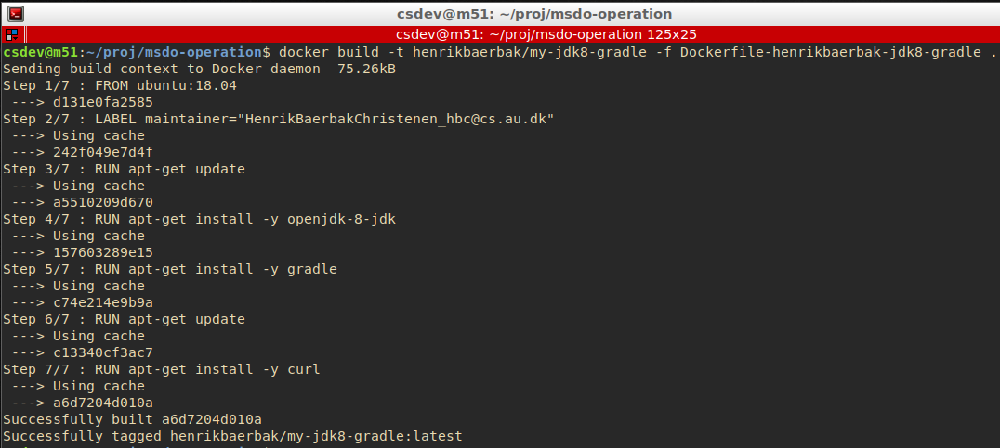 csdev@m51: ~/proj/msdo-operation
csdev@m51: ~/proj/msdo-operation 125x25
csdev@m51:~/proj/msdo-operation$ docker build -t henrikbaerbak/my-jdk8-gradle -f Dockerfile-henrikbaerbak-jdk8-gradle .
Sending build context to Docker daemon  75.26kB
Step 1/7 : FROM ubuntu:18.04
 ---> d131e0fa2585
Step 2/7 : LABEL maintainer="HenrikBaerbakChristenen_hbc@cs.au.dk"
 ---> Using cache
 ---> 242f049e7d4f
Step 3/7 : RUN apt-get update
 ---> Using cache
 ---> a5510209d670
Step 4/7 : RUN apt-get install -y openjdk-8-jdk
 ---> Using cache
 ---> 157603289e15
Step 5/7 : RUN apt-get install -y gradle
 ---> Using cache
 ---> c74e214e9b9a
Step 6/7 : RUN apt-get update
 ---> Using cache
 ---> c13340cf3ac7
Step 7/7 : RUN apt-get install -y curl
 ---> Using cache
 ---> a6d7204d010a
Successfully built a6d7204d010a
Successfully tagged henrikbaerbak/my-jdk8-gradle:latest